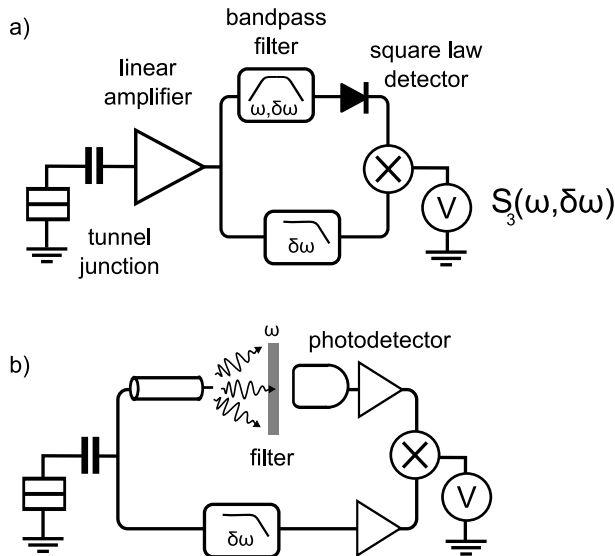 a)
bandpass
filter
square law
detector
linear
amplifier
ω,δω
V
S₃(ω,δω)
δω
tunnel
junction
b)
ω
photodetector
filter
V
δω